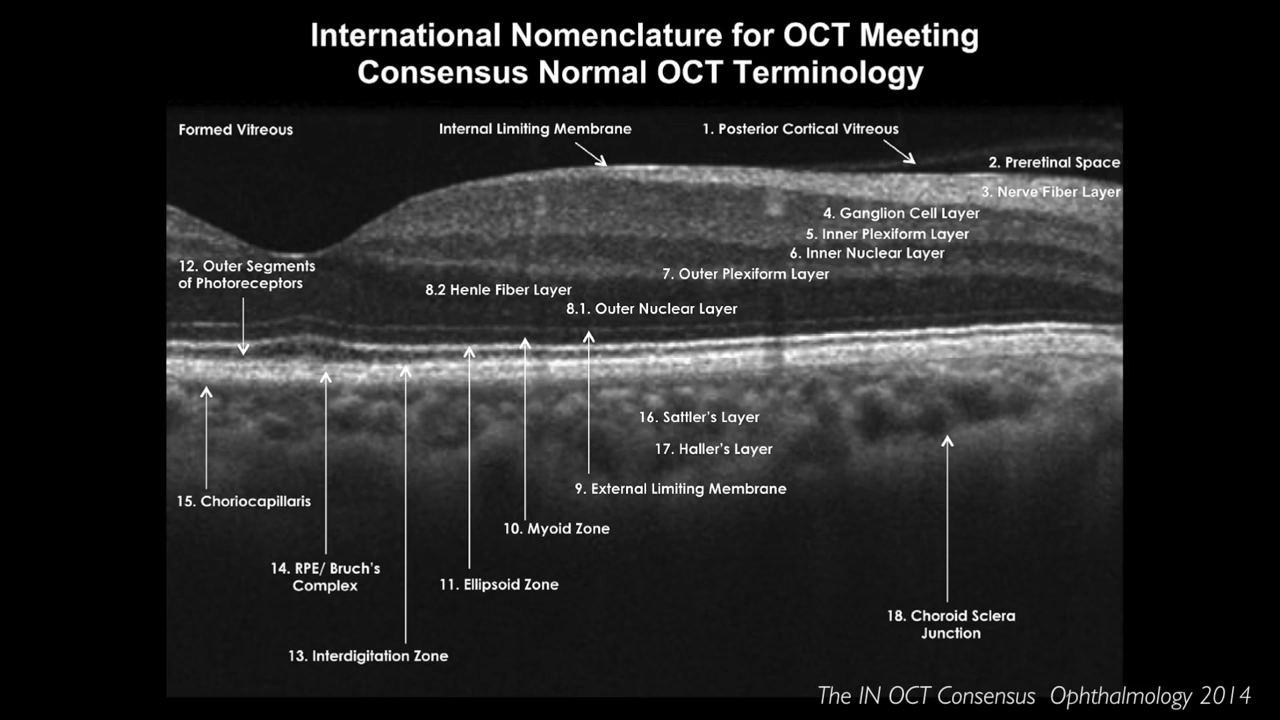 International Nomenclature for OCT Meeting
Consensus Normal OCT Terminology
Formed Vitreous
Internal Limiting Membrane
1. Posterior Cortical Vitreous
2. Preretinal Space
3. Nerve Fiber Layer
4. Ganglion Cell Layer
5. Inner Plexiform Layer
6. Inner Nuclear Layer
7. Outer Plexiform Layer
12. Outer Segments
of Photoreceptors
8.2 Henle Fiber Layer
8.1. Outer Nuclear Layer
16. Sattler's Layer
17. Haller's Layer
9. External Limiting Membrane
15. Choriocapillaris
10. Myoid Zone
14. RPE/ Bruch's
Complex
11. Ellipsoid Zone
18. Choroid Sclera
Junction
13. Interdigitation Zone
The IN OCT Consensus Ophthalmology 2014